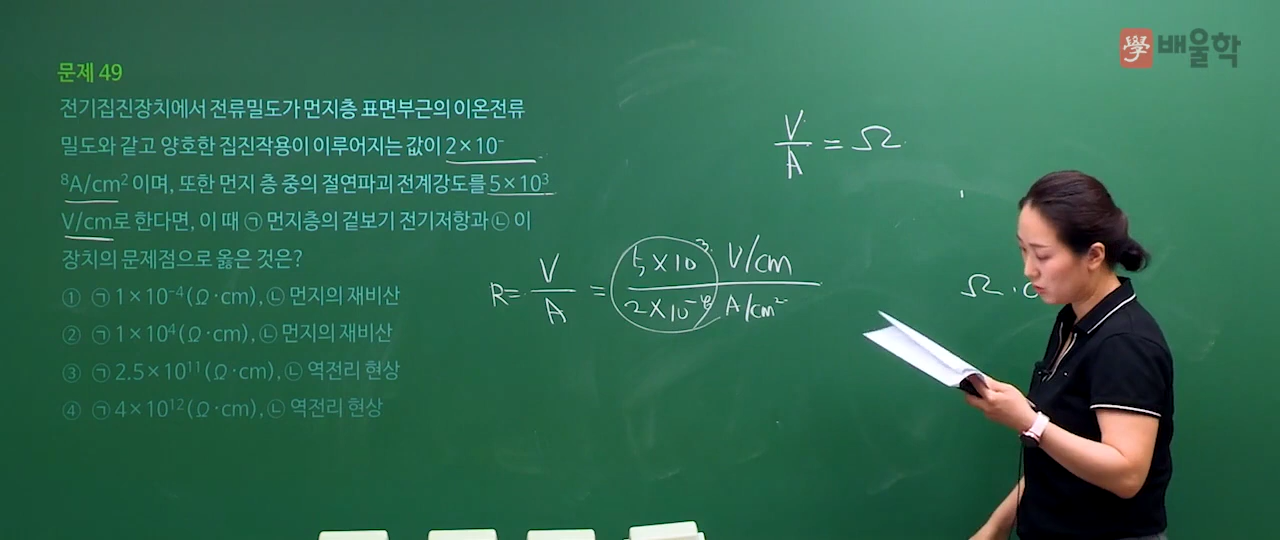 學 배울학
문제 49
전기집진장치에서 전류밀도가 먼지층 표면부근의 이온전류
밀도와 같고 양호한 집진작용이 이루어지는 값이 2×10⁻
⁸A/cm² 이며, 또한 먼지 층 중의 절연파괴 전계강도를 5×10³
V/cm로 한다면, 이 때 ㉠ 먼지층의 겉보기 전기저항과 ㉡ 이
장치의 문제점으로 옳은 것은?
① ㉠ 1×10⁻⁴(Ω·cm), ㉡ 먼지의 재비산
② ㉠ 1×10⁴(Ω·cm), ㉡ 먼지의 재비산
③ ㉠ 2.5×10¹¹(Ω·cm), ㉡ 역전리 현상
④ ㉠ 4×10¹²(Ω·cm), ㉡ 역전리 현상
V/A = Ω
R = V/A = 5×10³ V/cm
2×10⁻⁸ A/cm²
Ω·